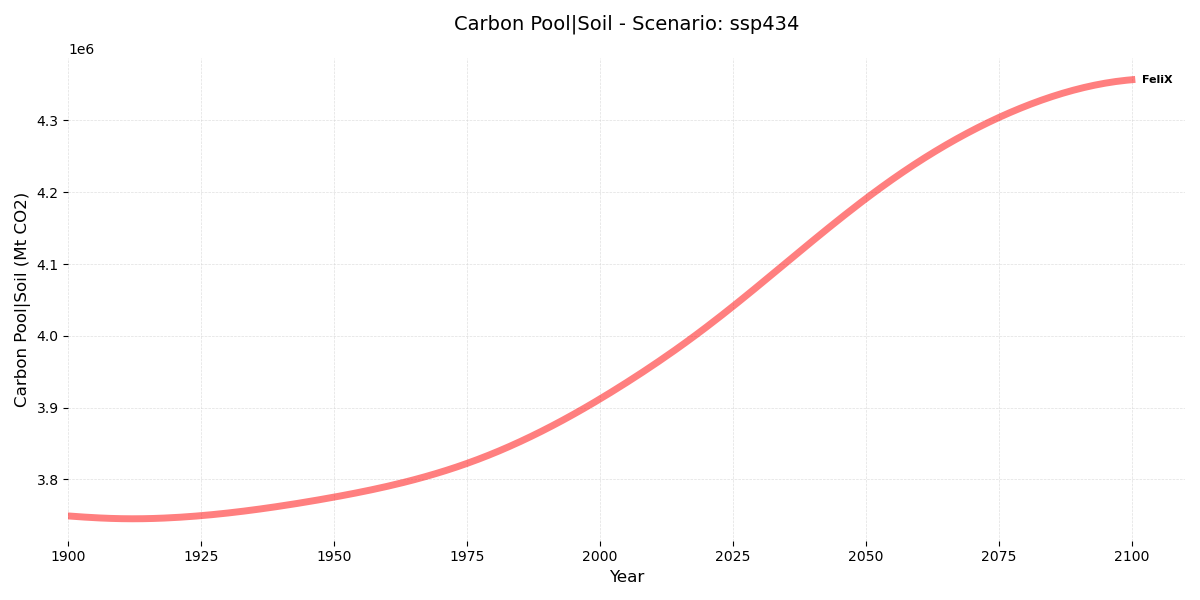 Carbon Pool|Soil - Scenario: ssp434
1e6
FeliX
4.3
4.2
4.1
4.0
3.9
3.8
Carbon Pool|Soil (Mt CO2)
1900 1925 1950 1975 2000 2025 2050 2075 2100
Year